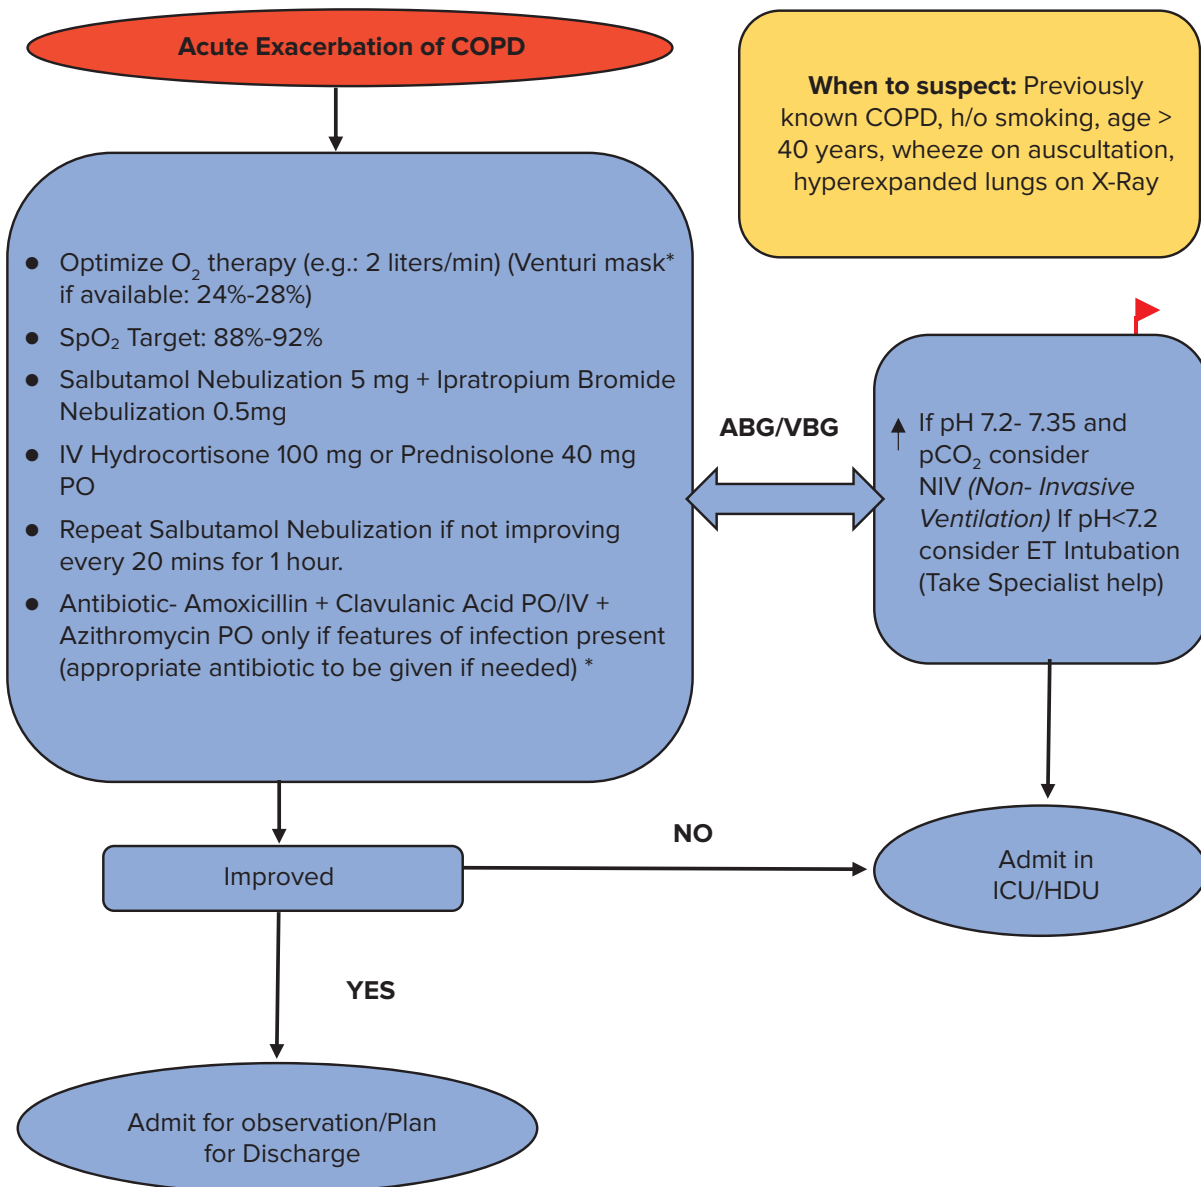 Acute Exacerbation of COPD
When to suspect: Previously
known COPD, h/o smoking, age >
40 years, wheeze on auscultation,
hyperexpanded lungs on X-Ray
● Optimize O₂ therapy (e.g.: 2 liters/min) (Venturi mask*
if available: 24%-28%)
● SpO₂ Target: 88%-92%
● Salbutamol Nebulization 5 mg + Ipratropium Bromide
Nebulization 0.5mg
● IV Hydrocortisone 100 mg or Prednisolone 40 mg
PO
● Repeat Salbutamol Nebulization if not improving
every 20 mins for 1 hour.
● Antibiotic- Amoxicillin + Clavulanic Acid PO/IV +
Azithromycin PO only if features of infection present
(appropriate antibiotic to be given if needed) *
ABG/VBG
If pH 7.2- 7.35 and
pCO₂ consider
NIV (Non- Invasive
Ventilation) If pH<7.2
consider ET Intubation
(Take Specialist help)
Improved
NO
Admit in
ICU/HDU
YES
Admit for observation/Plan
for Discharge